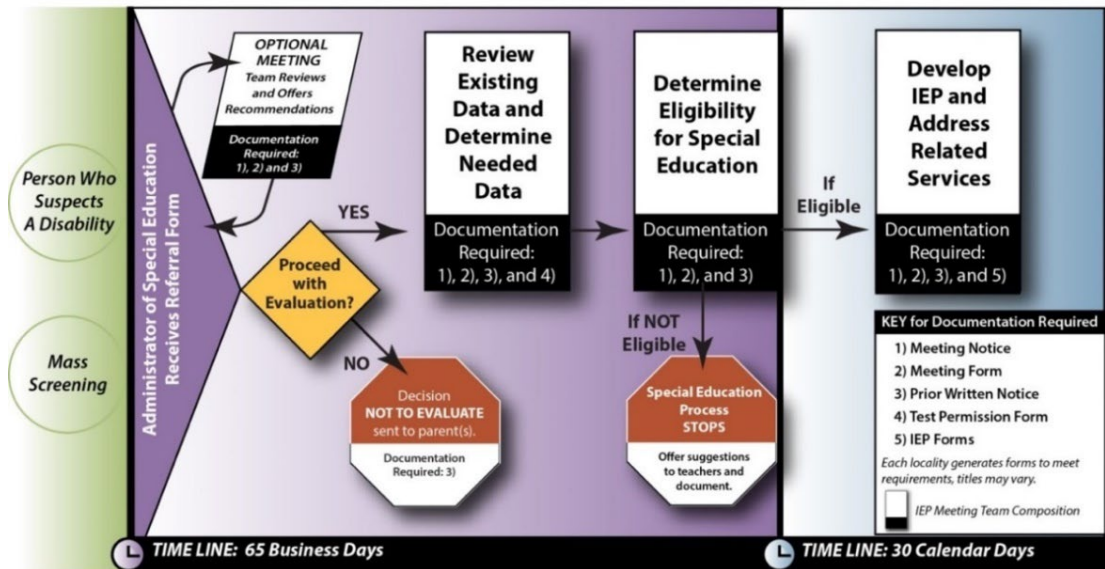 Person Who
Suspects
A Disability
Mass
Screening
Administrator of Special Education
Receives Referral Form
OPTIONAL
MEETING
Team Reviews
and Offers
Recommendations
Documentation
Required:
1), 2) and 3)
Proceed
with
Evaluation?
YES
NO
Decision
NOT TO EVALUATE
sent to parent(s).
Documentation
Required: 3)
Review
Existing
Data and
Determine
Needed
Data
Documentation
Required:
1), 2), 3), and 4)
Determine
Eligibility
for Special
Education
Documentation
Required:
1), 2), and 3)
If NOT
Eligible
Special Education
Process
STOPS
Offer suggestions
to teachers and
document.
If
Eligible
Develop
IEP and
Address
Related
Services
Documentation
Required:
1), 2), 3), and 5)
KEY for Documentation Required
1) Meeting Notice
2) Meeting Form
3) Prior Written Notice
4) Test Permission Form
5) IEP Forms
Each locality generates forms to meet
requirements, titles may vary.
IEP Meeting Team Composition
TIME LINE: 65 Business Days
TIME LINE: 30 Calendar Days